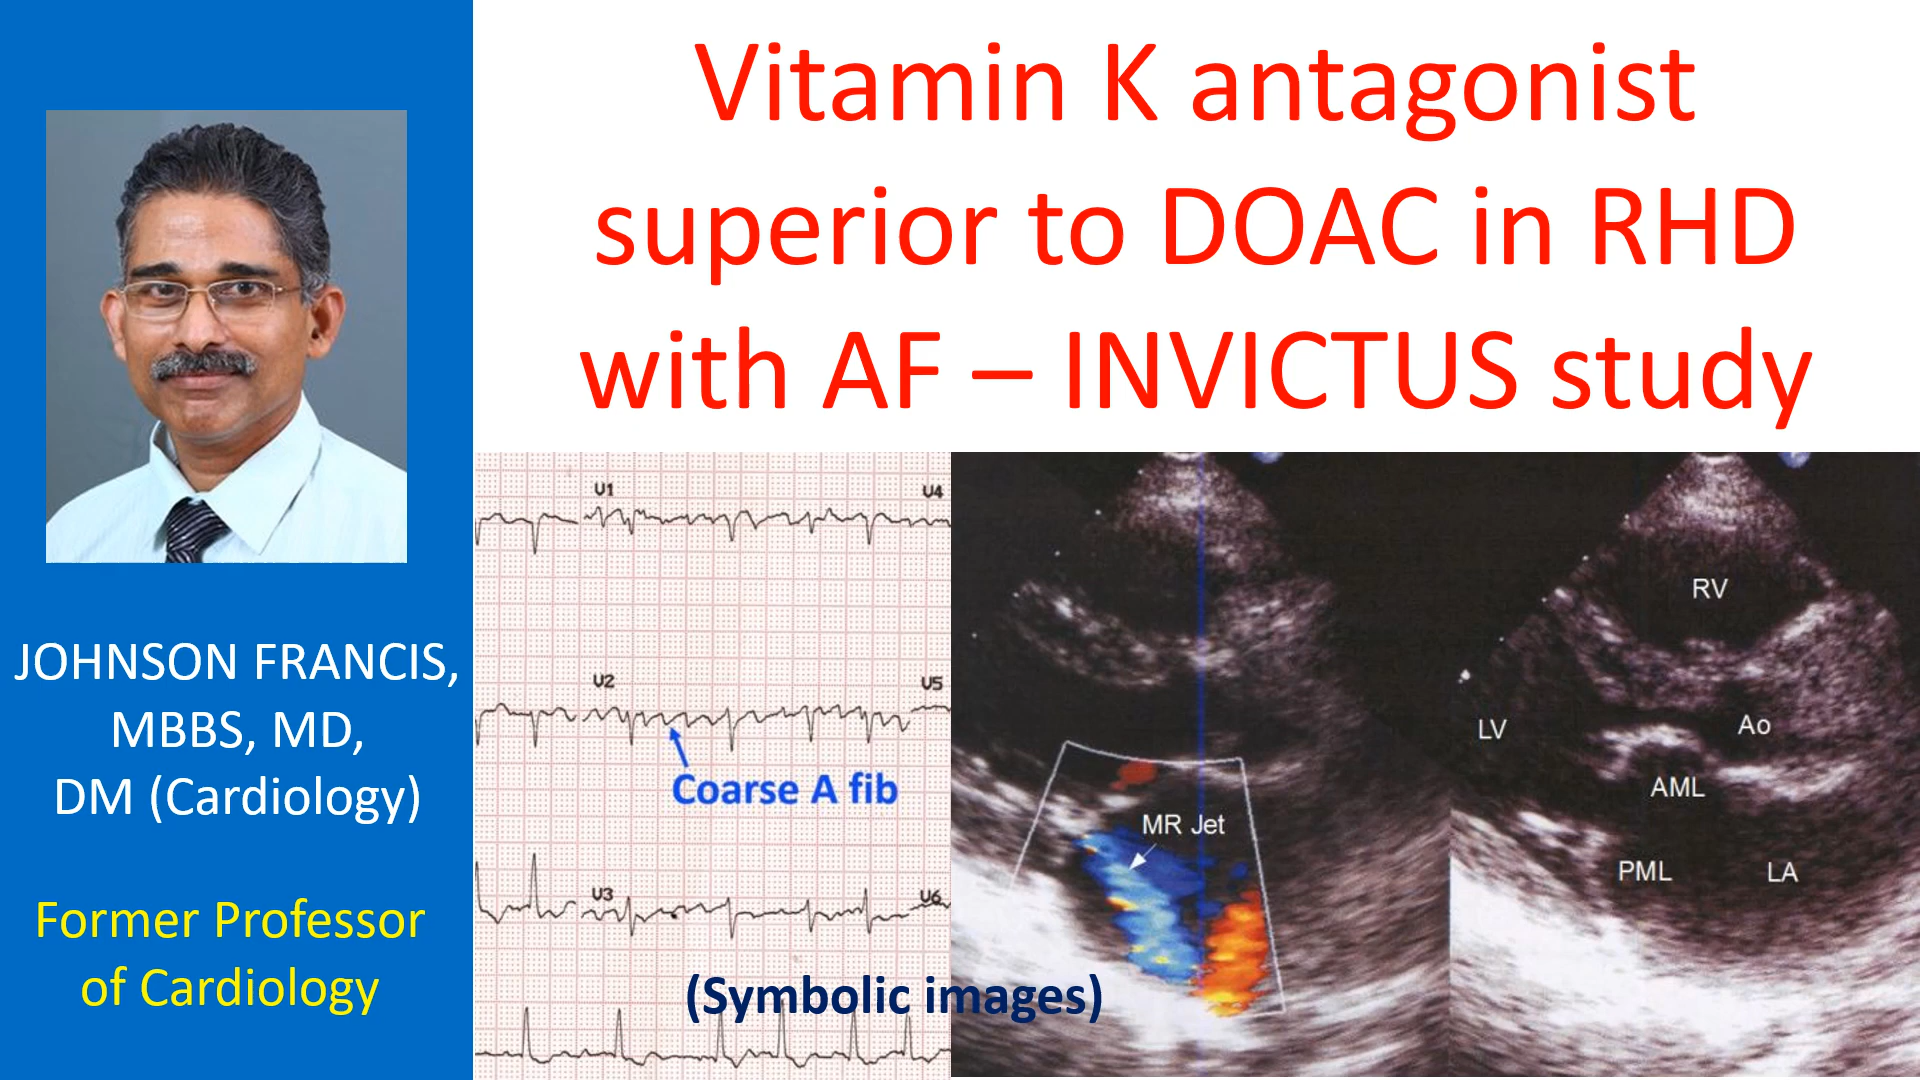 Vitamin K antagonist
superior to DOAC in RHD
with AF – INVICTUS study
JOHNSON FRANCIS,
MBBS, MD,
DM (Cardiology)
Former Professor
of Cardiology
V1
V4
V2
V5
Coarse A fib
V3
V6
(Symbolic images)
MR Jet
RV
LV
Ao
AML
PML
LA